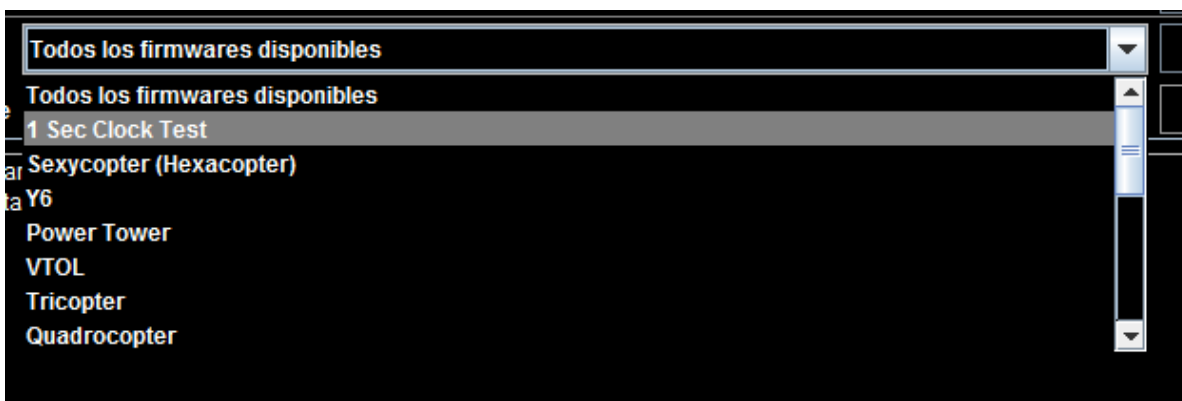 Todos los firmwares disponibles
Todos los firmwares disponibles
1 Sec Clock Test
Sexycopter (Hexacopter)
Y6
Power Tower
VTOL
Tricopter
Quadrocopter